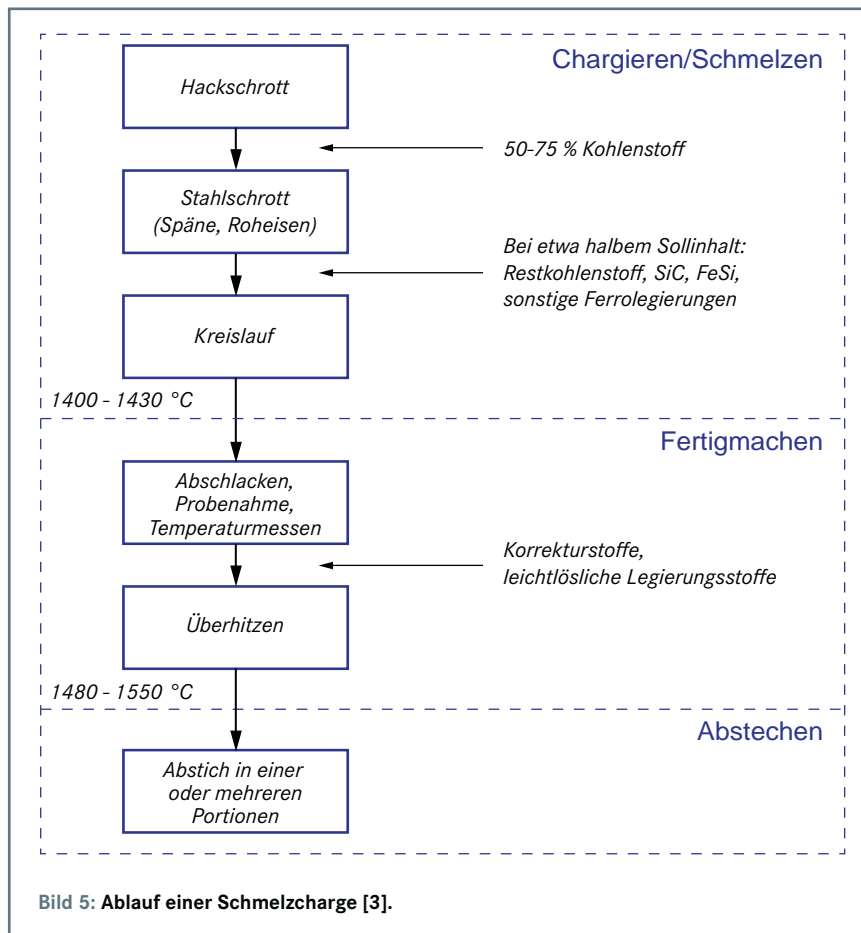 Chargieren/Schmelzen
Hackschrott
50-75 % Kohlenstoff
Stahlschrott
(Späne, Roheisen)
Bei etwa halbem Sollinhalt:
Restkohlenstoff, SiC, FeSi,
sonstige Ferrolegierungen
Kreislauf
1400 - 1430 °C
Fertigmachen
Abschlacken,
Probenahme,
Temperaturmessen
Korrekturstoffe,
leichtlösliche Legierungsstoffe
Überhitzen
1480 - 1550 °C
Abstechen
Abstich in einer
oder mehreren
Portionen
Bild 5: Ablauf einer Schmelzcharge [3].